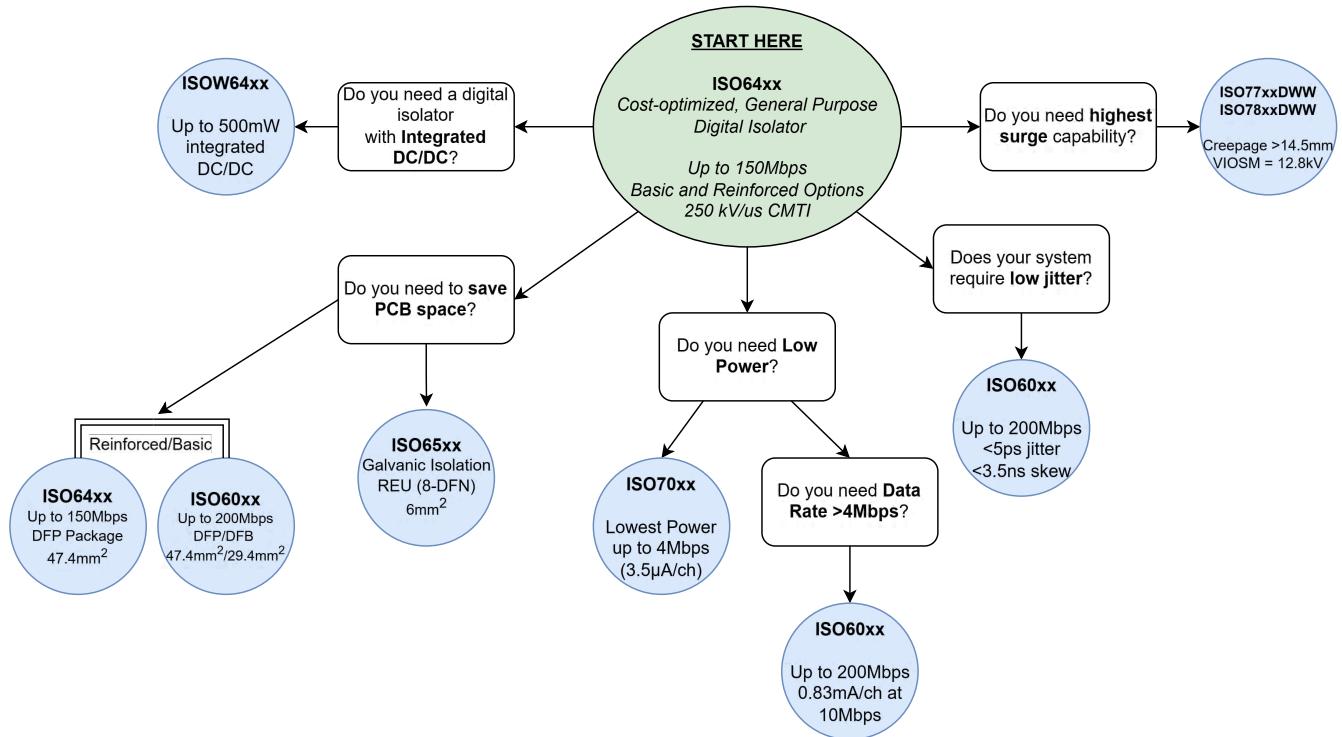 START HERE
ISO64xx
Cost-optimized, General Purpose
Digital Isolator
Up to 150Mbps
Basic and Reinforced Options
250 kV/us CMTI
ISOW64xx
Up to 500mW
integrated
DC/DC
Do you need a digital
isolator
with Integrated
DC/DC?
Do you need highest
surge capability?
ISO77xxDWW
ISO78xxDWW
Creepage >14.5mm
VIOSM = 12.8kV
Do you need to save
PCB space?
Does your system
require low jitter?
Do you need Low
Power?
Reinforced/Basic
ISO64xx
Up to 150Mbps
DFP Package
47.4mm²
ISO60xx
Up to 200Mbps
DFP/DFB
47.4mm²/29.4mm²
ISO65xx
Galvanic Isolation
REU (8-DFN)
6mm²
ISO60xx
Up to 200Mbps
<5ps jitter
<3.5ns skew
ISO70xx
Lowest Power
up to 4Mbps
(3.5µA/ch)
Do you need Data
Rate >4Mbps?
ISO60xx
Up to 200Mbps
0.83mA/ch at
10Mbps